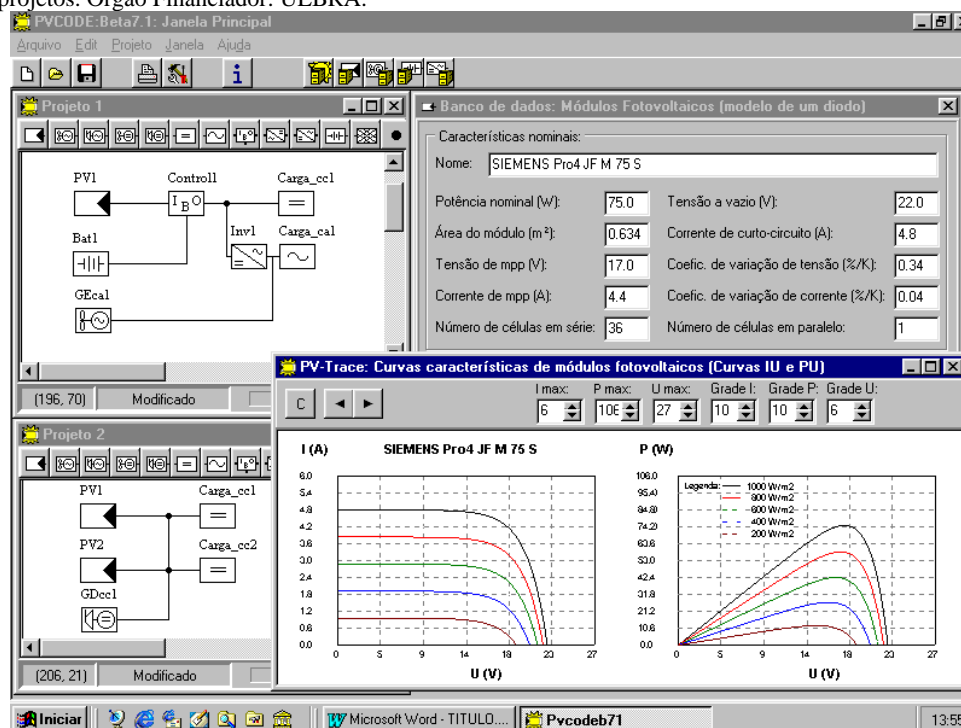 projetos. Órgão Financiador: ULBRA.
PVCODE:Beta7.1: Janela Principal
Arquivo Edit Projeto Janela Ajuda
Projeto 1
PV1 Controll Carga_cc1
I B O
Bat1 Inv1 Carga_ca1
GEca1
(196, 70) Modificado
Banco de dados: Módulos Fotovoltaicos (modelo de um diodo)
Características nominais:
Nome: SIEMENS Pro4 JF M 75 S
Potência nominal (W): 75.0 Tensão a vazio (V): 22.0
Área do módulo (m²): 0.634 Corrente de curto-circuito (A): 4.8
Tensão de mpp (V): 17.0 Coefic. de variação de tensão (%/K): 0.34
Corrente de mpp (A): 4.4 Coefic. de variação de corrente (%/K): 0.04
Número de células em série: 36 Número de células em paralelo: 1
Projeto 2
PV1 Carga_cc1
PV2 Carga_cc2
GDcc1
(206, 21) Modificado
PV-Trace: Curvas características de módulos fotovoltaicos (Curvas IU e PU)
C
I max: P max: U max: Grade I: Grade P: Grade U:
6 106 27 10 10 6
I (A) SIEMENS Pro4 JF M 75 S
6.0
5.4
4.8
4.2
3.6
3.0
2.4
1.8
1.2
0.6
0.0
0 5 9 14 18 23 27
U (V)
P (W)
106.0
95.40
84.80
74.20
63.6
53.0
42.4
31.8
21.2
10.6
0.0
Legenda: 1000 W/m2
800 W/m2
600 W/m2
400 W/m2
200 W/m2
0 5 9 14 18 23 27
U (V)
Iniciar Microsoft Word - TITULO.... Pvcodeb71 13:59